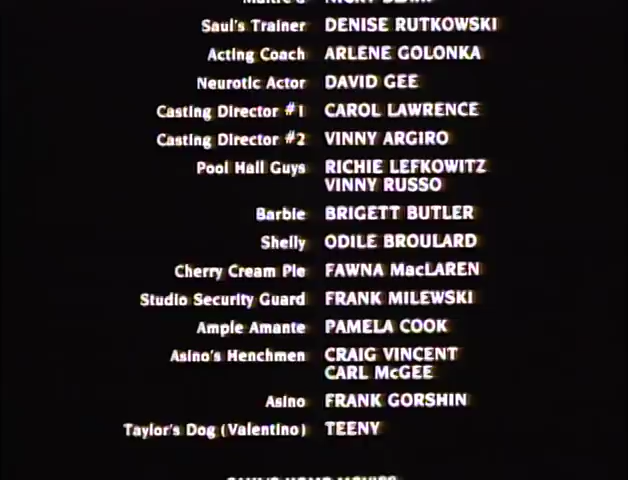 Saul's Trainer DENISE RUTKOWSKI
Acting Coach ARLENE GOLONKA
Neurotic Actor DAVID GEE
Casting Director #1 CAROL LAWRENCE
Casting Director #2 VINNY ARGIRO
Pool Hall Guys RICHIE LEFKOWITZ
VINNY RUSSO
Barbie BRIGETT BUTLER
Shelly ODILE BROULARD
Cherry Cream Pie FAWNA MacLAREN
Studio Security Guard FRANK MILEWSKI
Ample Amante PAMELA COOK
Asino's Henchmen CRAIG VINCENT
CARL McGEE
Asino FRANK GORSHIN
Taylor's Dog (Valentino) TEENY